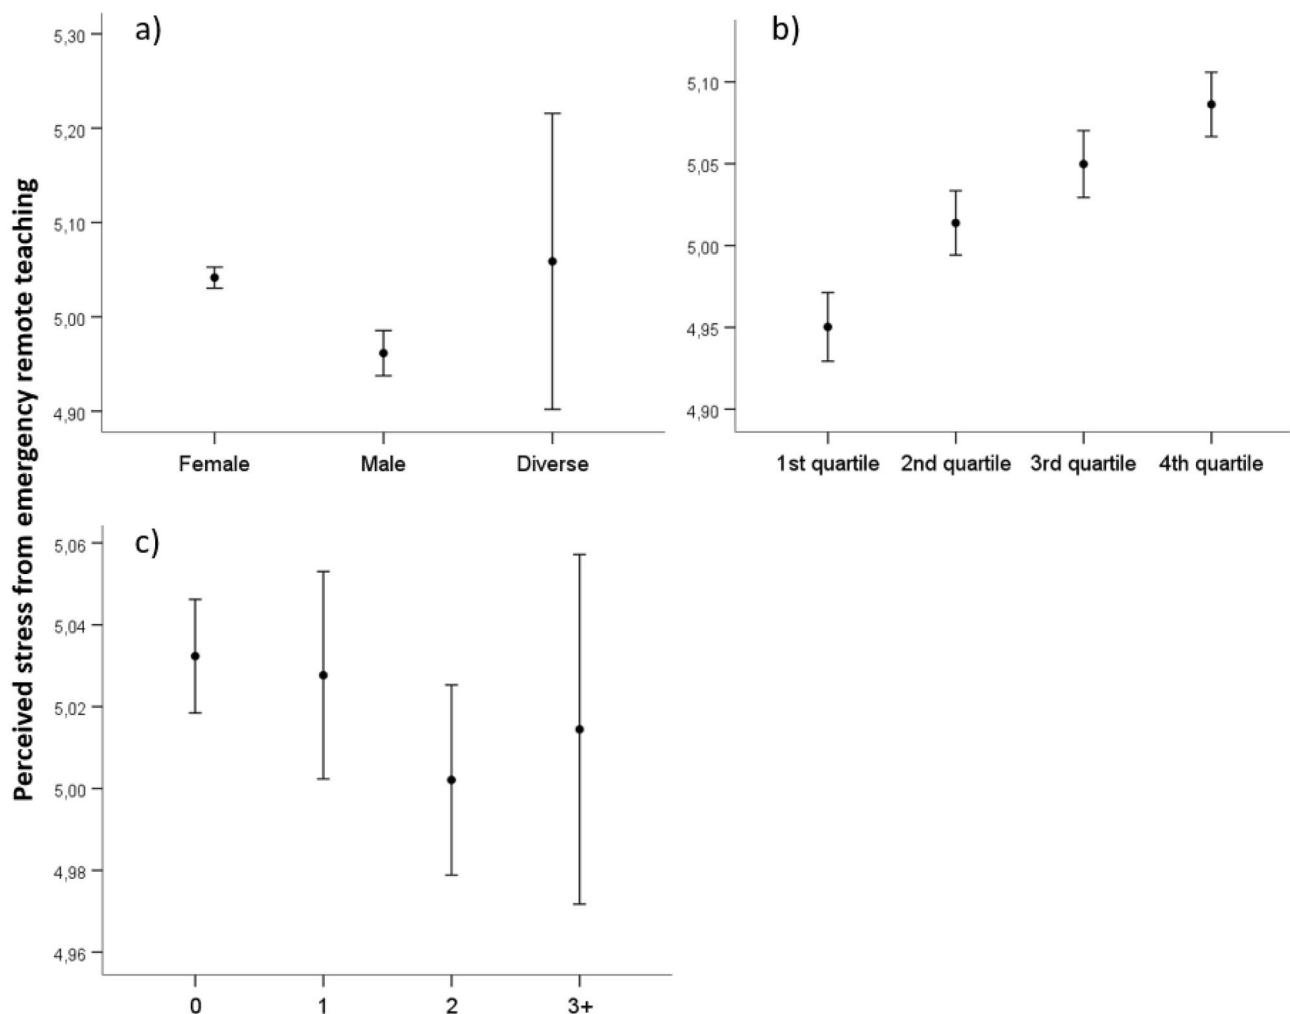 Perceived stress from emergency remote teaching
a)
5,30
5,20
5,10
5,00
4,90
Female Male Diverse
b)
5,10
5,05
5,00
4,95
4,90
1st quartile 2nd quartile 3rd quartile 4th quartile
c)
5,06
5,04
5,02
5,00
4,98
4,96
0 1 2 3+